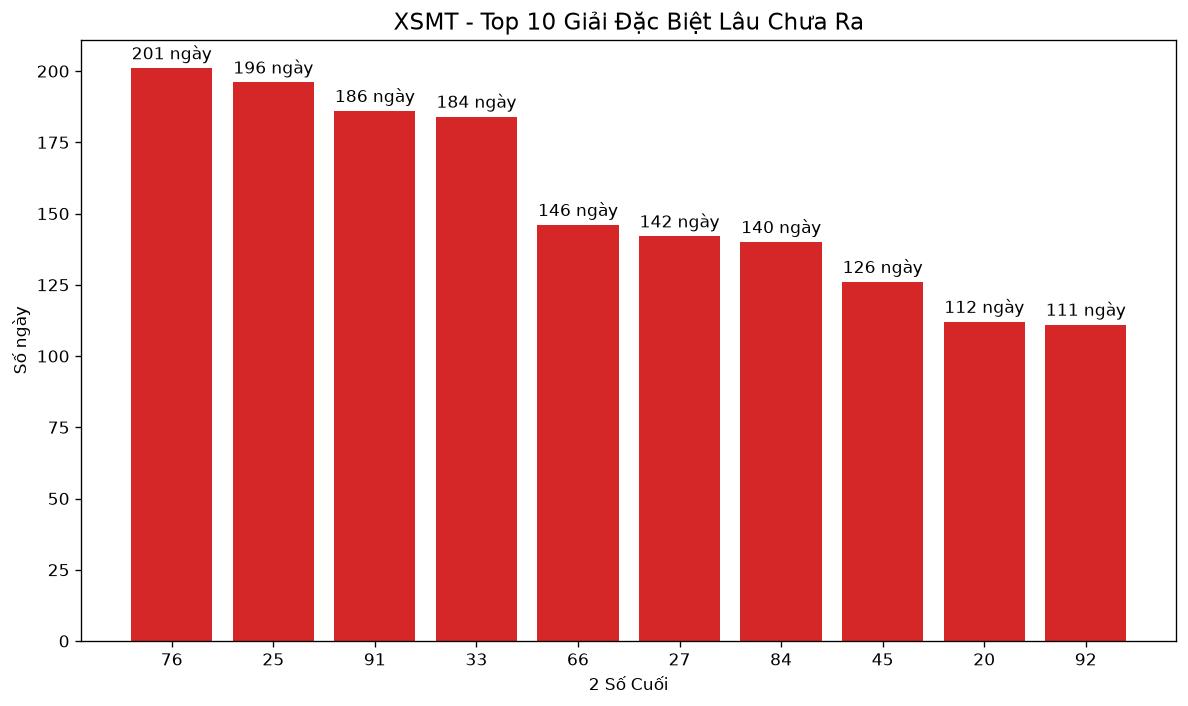 XSMT - Top 10 Giải Đặc Biệt Lâu Chưa Ra
201 ngày
196 ngày
186 ngày
184 ngày
146 ngày
142 ngày
140 ngày
126 ngày
112 ngày
111 ngày
Số ngày
200
175
150
125
100
75
50
25
0
76 25 91 33 66 27 84 45 20 92
2 Số Cuối